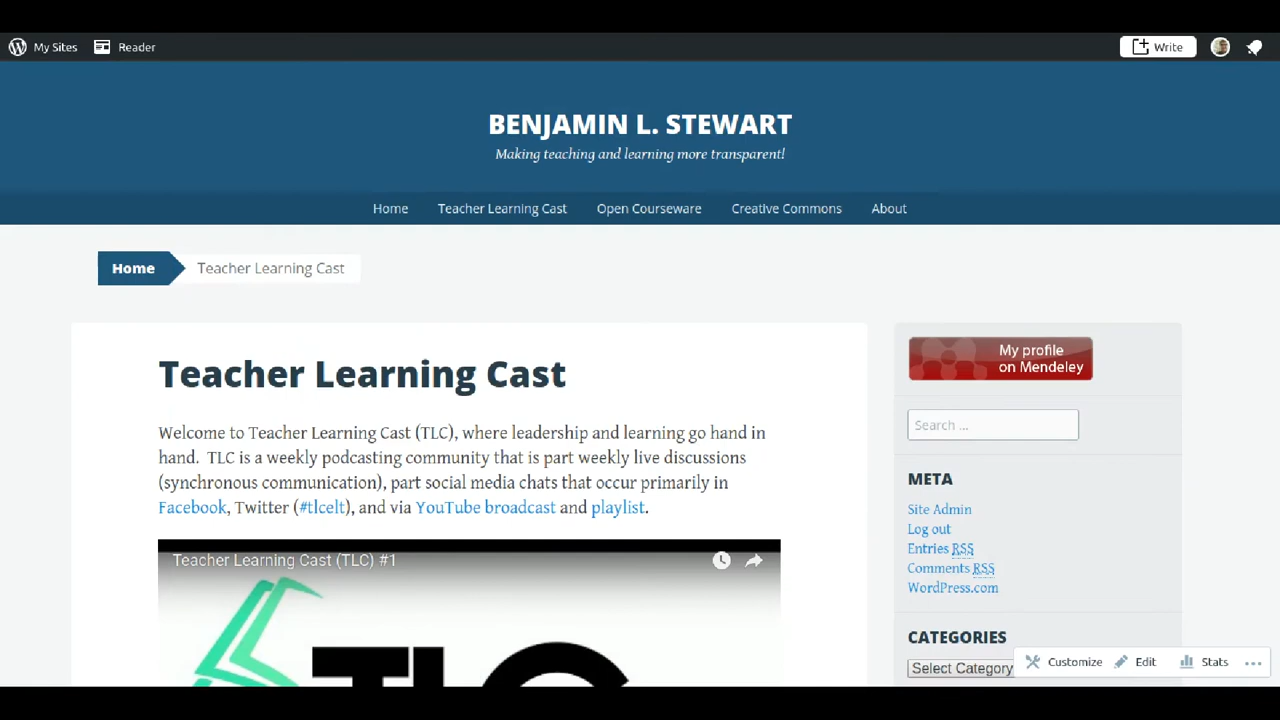 My Sites Reader Write
BENJAMIN L. STEWART
Making teaching and learning more transparent!
Home Teacher Learning Cast Open Courseware Creative Commons About
Home Teacher Learning Cast
Teacher Learning Cast
Welcome to Teacher Learning Cast (TLC), where leadership and learning go hand in
hand. TLC is a weekly podcasting community that is part weekly live discussions
(synchronous communication), part social media chats that occur primarily in
Facebook, Twitter (#tlcelt), and via YouTube broadcast and playlist.
Teacher Learning Cast (TLC) #1
TLC
My profile
on Mendeley
Search ...
META
Site Admin
Log out
Entries RSS
Comments RSS
WordPress.com
CATEGORIES
Select Category
Customize Edit Stats